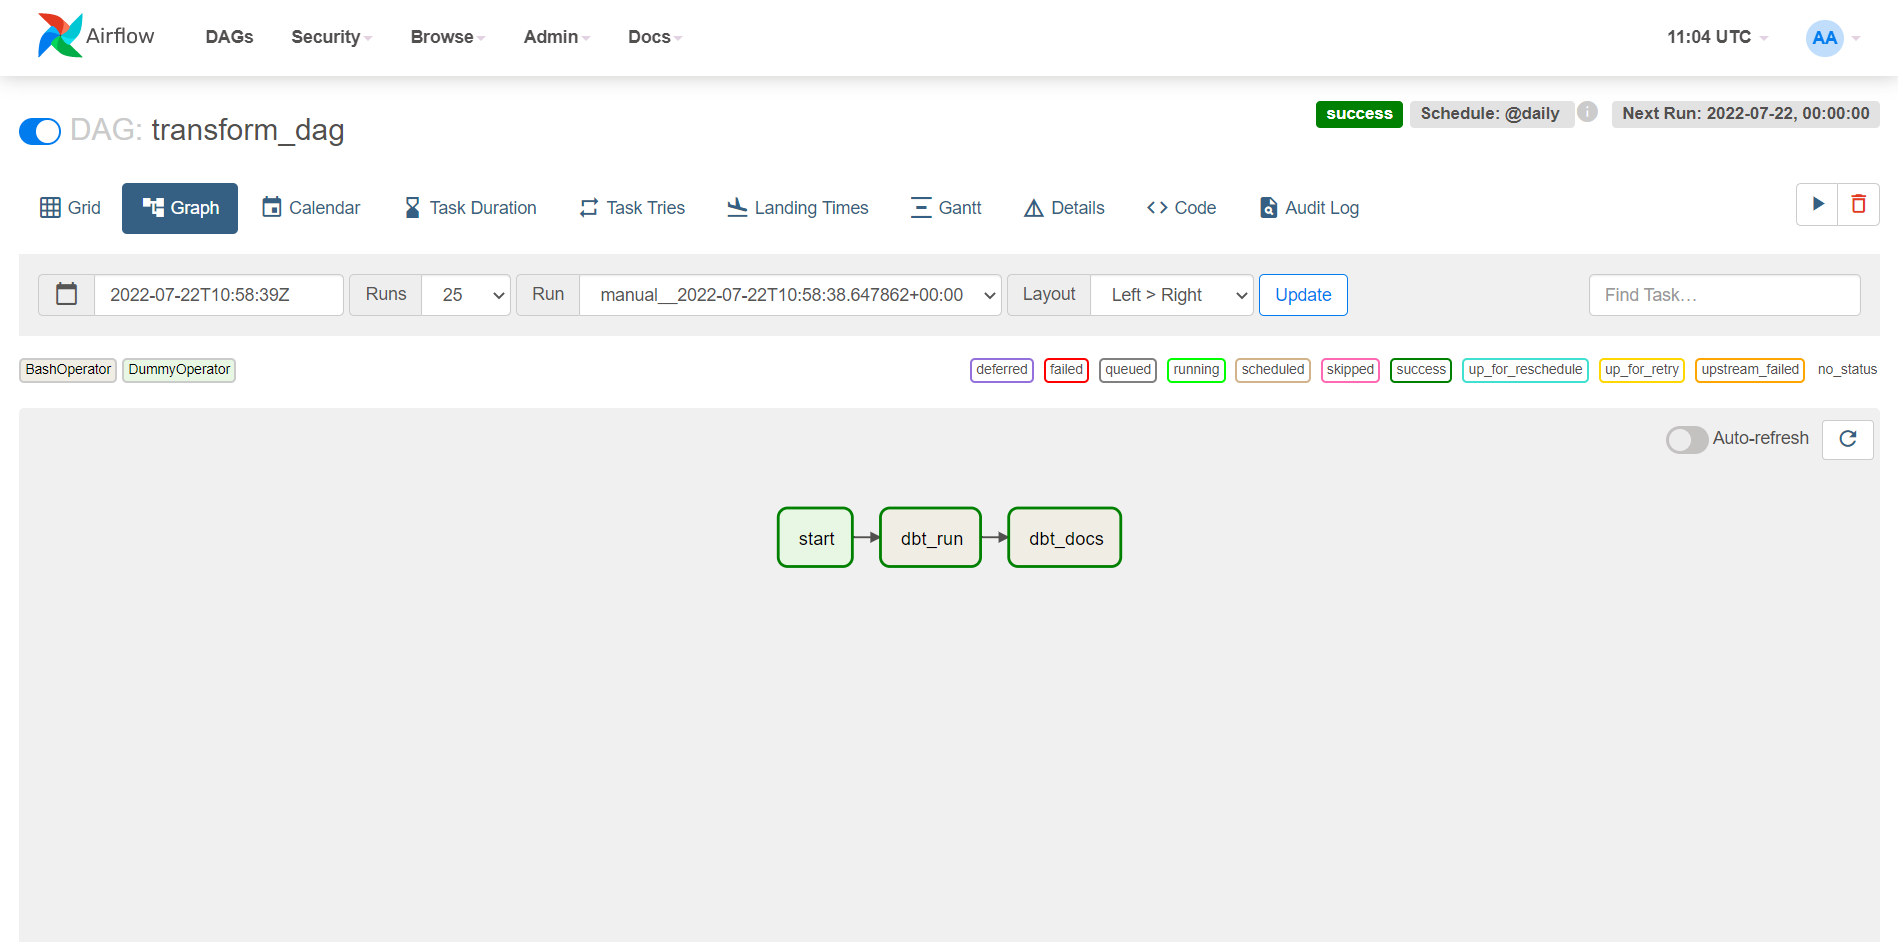 Airflow DAGs Security Browse Admin Docs 11:04 UTC AA
success Schedule: @daily i Next Run: 2022-07-22, 00:00:00
DAG: transform_dag
Grid Graph Calendar Task Duration Task Tries Landing Times Gantt Details Code Audit Log
2022-07-22T10:58:39Z Runs 25 Run manual__2022-07-22T10:58:38.647862+00:00 Layout Left > Right Update Find Task…
BashOperator DummyOperator deferred failed queued running scheduled skipped success up_for_reschedule up_for_retry upstream_failed no_status
Auto-refresh
start dbt_run dbt_docs